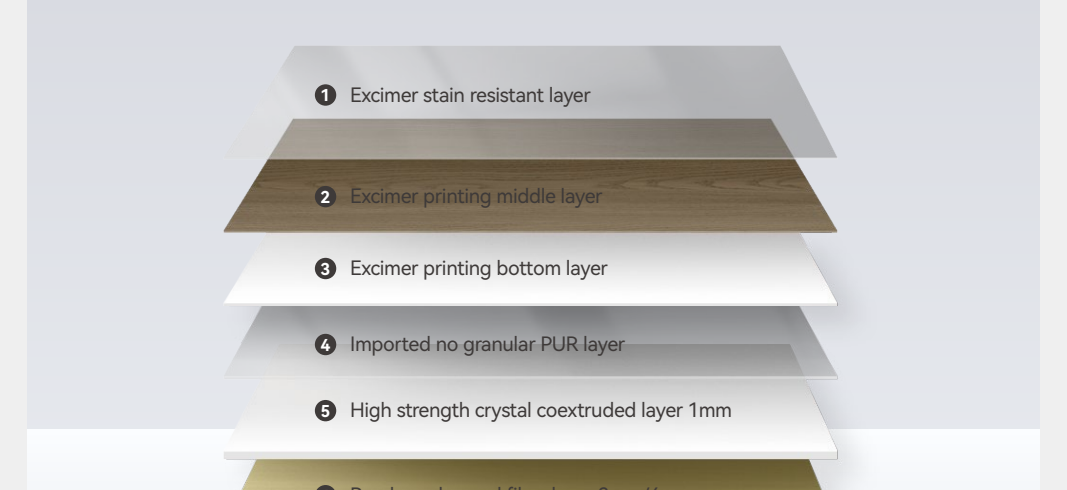 1 Excimer stain resistant layer
2 Excimer printing middle layer
3 Excimer printing bottom layer
4 Imported no granular PUR layer
5 High strength crystal coextruded layer 1mm